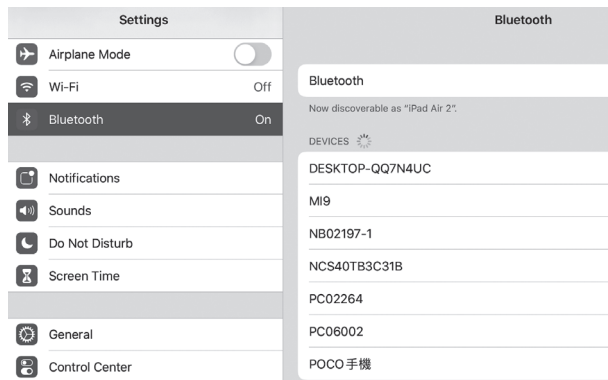 Settings
Airplane Mode
Wi-Fi Off
Bluetooth On
Notifications
Sounds
Do Not Disturb
Screen Time
General
Control Center
Bluetooth
Bluetooth
Now discoverable as “iPad Air 2”.
DEVICES
DESKTOP-QQ7N4UC
MI9
NB02197-1
NCS40TB3C31B
PC02264
PC06002
POCO手機